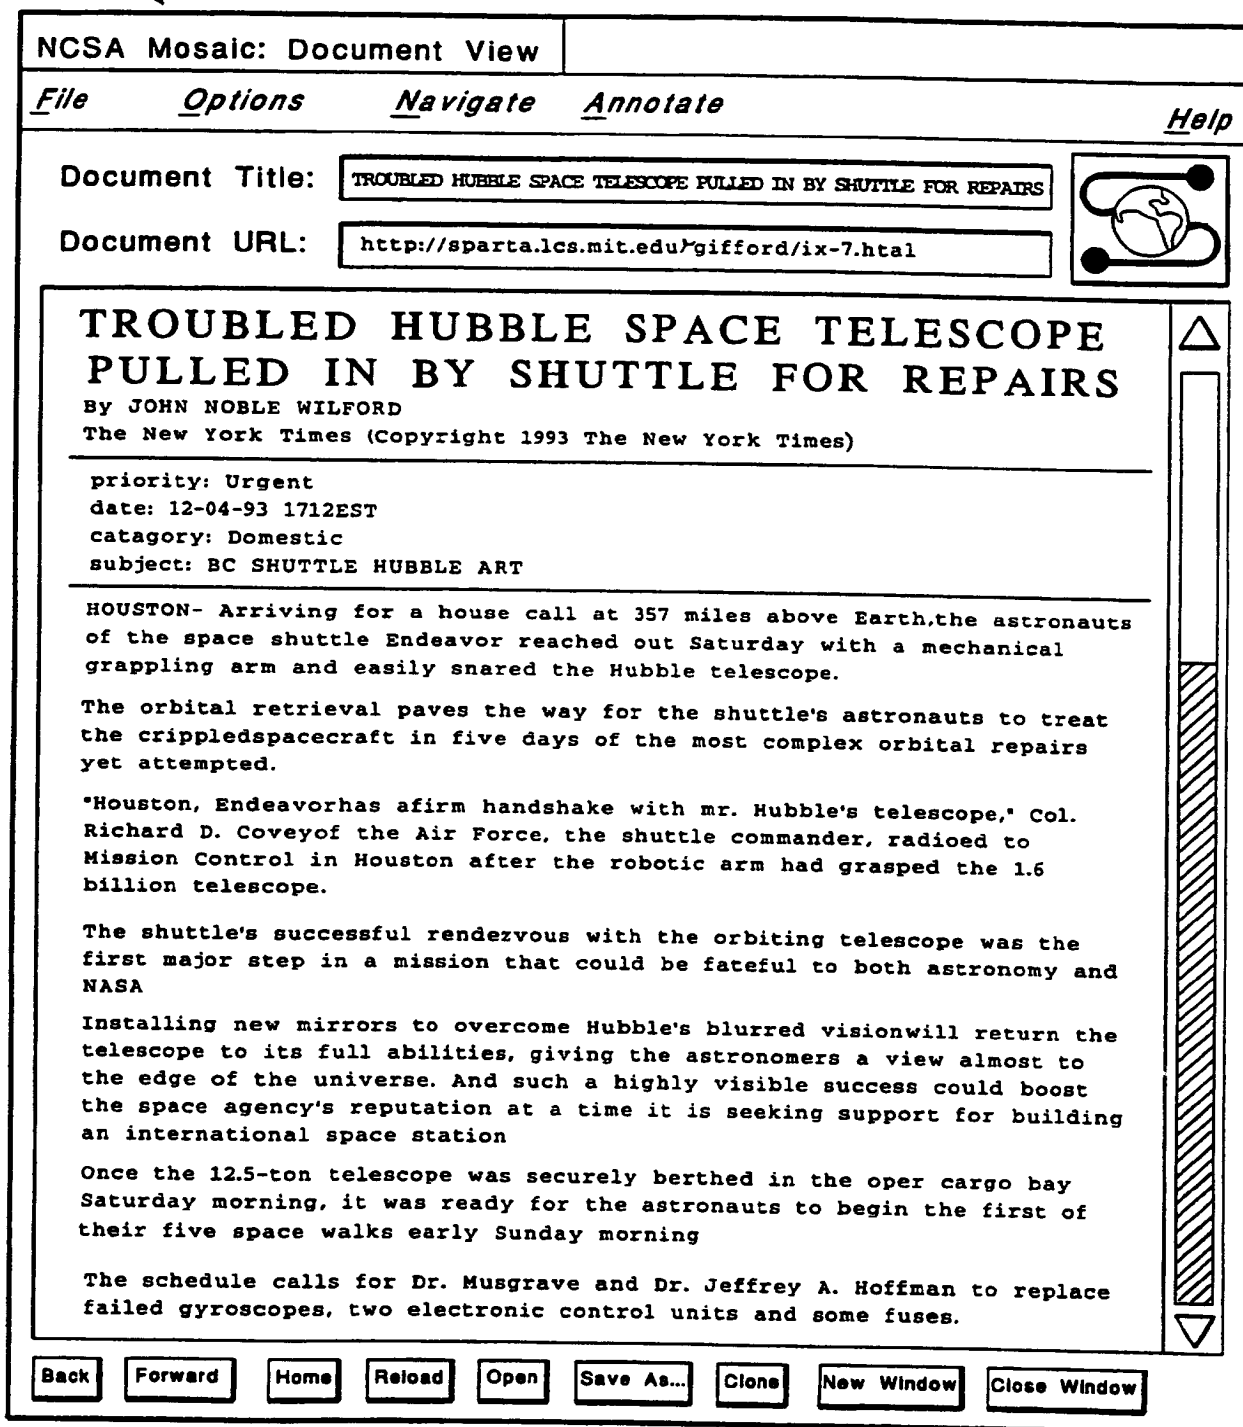 NCSA Mosaic: Document View
File Options Navigate Annotate Help
Document Title: TROUBLED HUBBLE SPACE TELESCOPE PULLED IN BY SHUTTLE FOR REPAIRS
Document URL: http://sparta.lcs.mit.edu/~gifford/ix-7.htal
TROUBLED HUBBLE SPACE TELESCOPE
PULLED IN BY SHUTTLE FOR REPAIRS
By JOHN NOBLE WILFORD
The New York Times (Copyright 1993 The New York Times)
priority: Urgent
date: 12-04-93 1712EST
catagory: Domestic
subject: BC SHUTTLE HUBBLE ART
HOUSTON- Arriving for a house call at 357 miles above Earth,the astronauts
of the space shuttle Endeavor reached out Saturday with a mechanical
grappling arm and easily snared the Hubble telescope.
The orbital retrieval paves the way for the shuttle's astronauts to treat
the crippledspacecraft in five days of the most complex orbital repairs
yet attempted.
"Houston, Endeavorhas afirm handshake with mr. Hubble's telescope," Col.
Richard D. Coveyof the Air Force, the shuttle commander, radioed to
Mission Control in Houston after the robotic arm had grasped the 1.6
billion telescope.
The shuttle's successful rendezvous with the orbiting telescope was the
first major step in a mission that could be fateful to both astronomy and
NASA
Installing new mirrors to overcome Hubble's blurred visionwill return the
telescope to its full abilities, giving the astronomers a view almost to
the edge of the universe. And such a highly visible success could boost
the space agency's reputation at a time it is seeking support for building
an international space station
Once the 12.5-ton telescope was securely berthed in the oper cargo bay
Saturday morning, it was ready for the astronauts to begin the first of
their five space walks early Sunday morning
The schedule calls for Dr. Musgrave and Dr. Jeffrey A. Hoffman to replace
failed gyroscopes, two electronic control units and some fuses.
Back Forward Home Reload Open Save As... Clone New Window Close Window